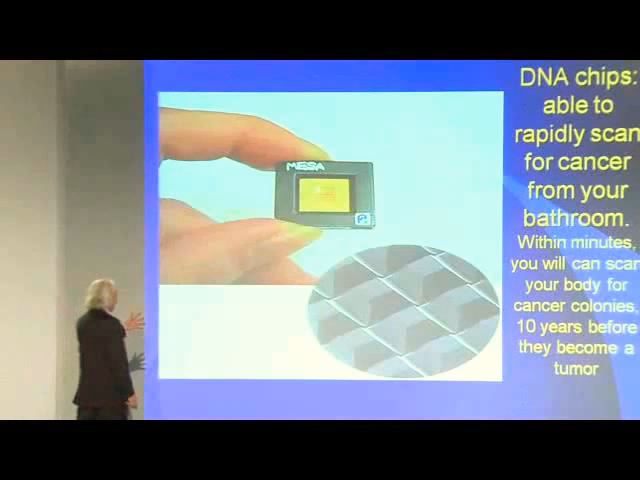 DNA chips:
able to
rapidly scan
for cancer
from your
bathroom.
Within minutes,
you will can scan
your body for
cancer colonies,
10 years before
they become a
tumor
MESA